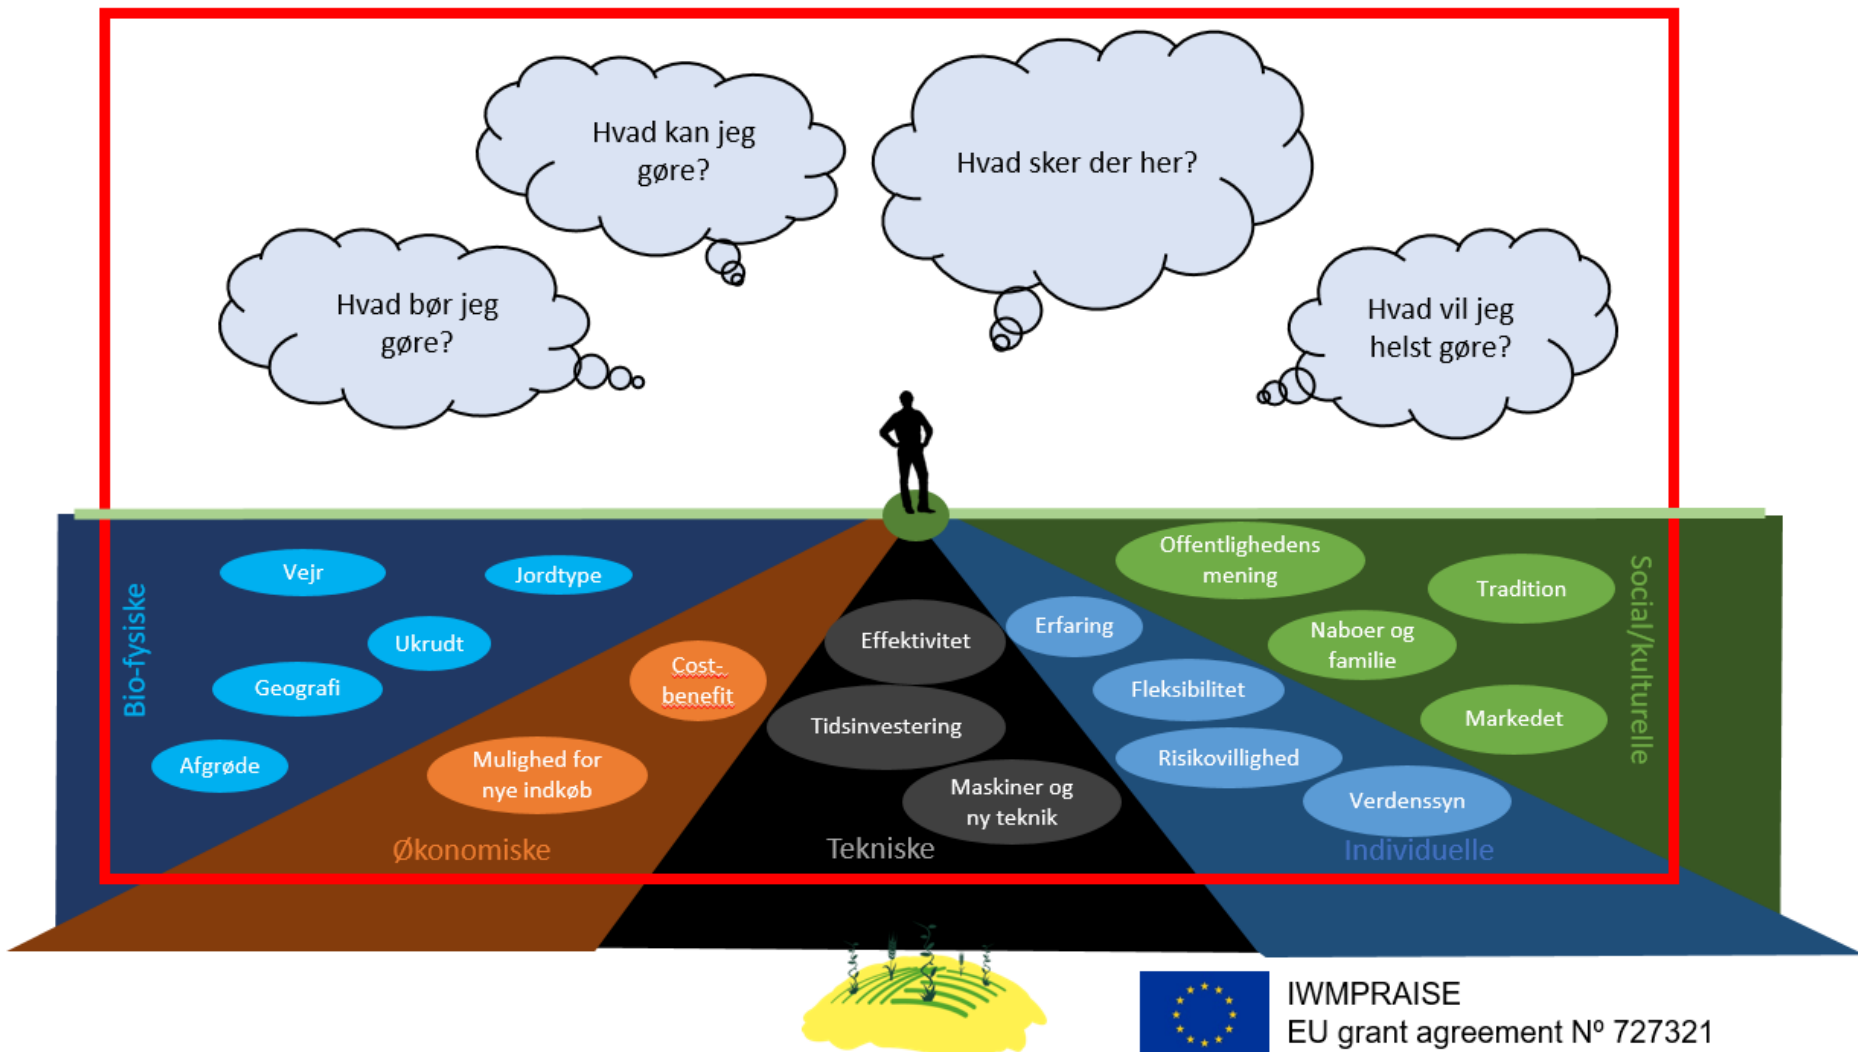 Hvad kan jeg
gøre?
Hvad sker der her?
Hvad bør jeg
gøre?
Hvad vil jeg
helst gøre?
Bio-fysiske
Vejr
Jordtype
Ukrudt
Geografi
Afgrøde
Cost-
benefit
Mulighed for
nye indkøb
Økonomiske
Effektivitet
Tidsinvestering
Maskiner og
ny teknik
Tekniske
Erfaring
Fleksibilitet
Risikovillighed
Verdenssyn
Individuelle
Offentlighedens
mening
Tradition
Naboer og
familie
Markedet
Social/kulturelle
IWMPRAISE
EU grant agreement Nº 727321